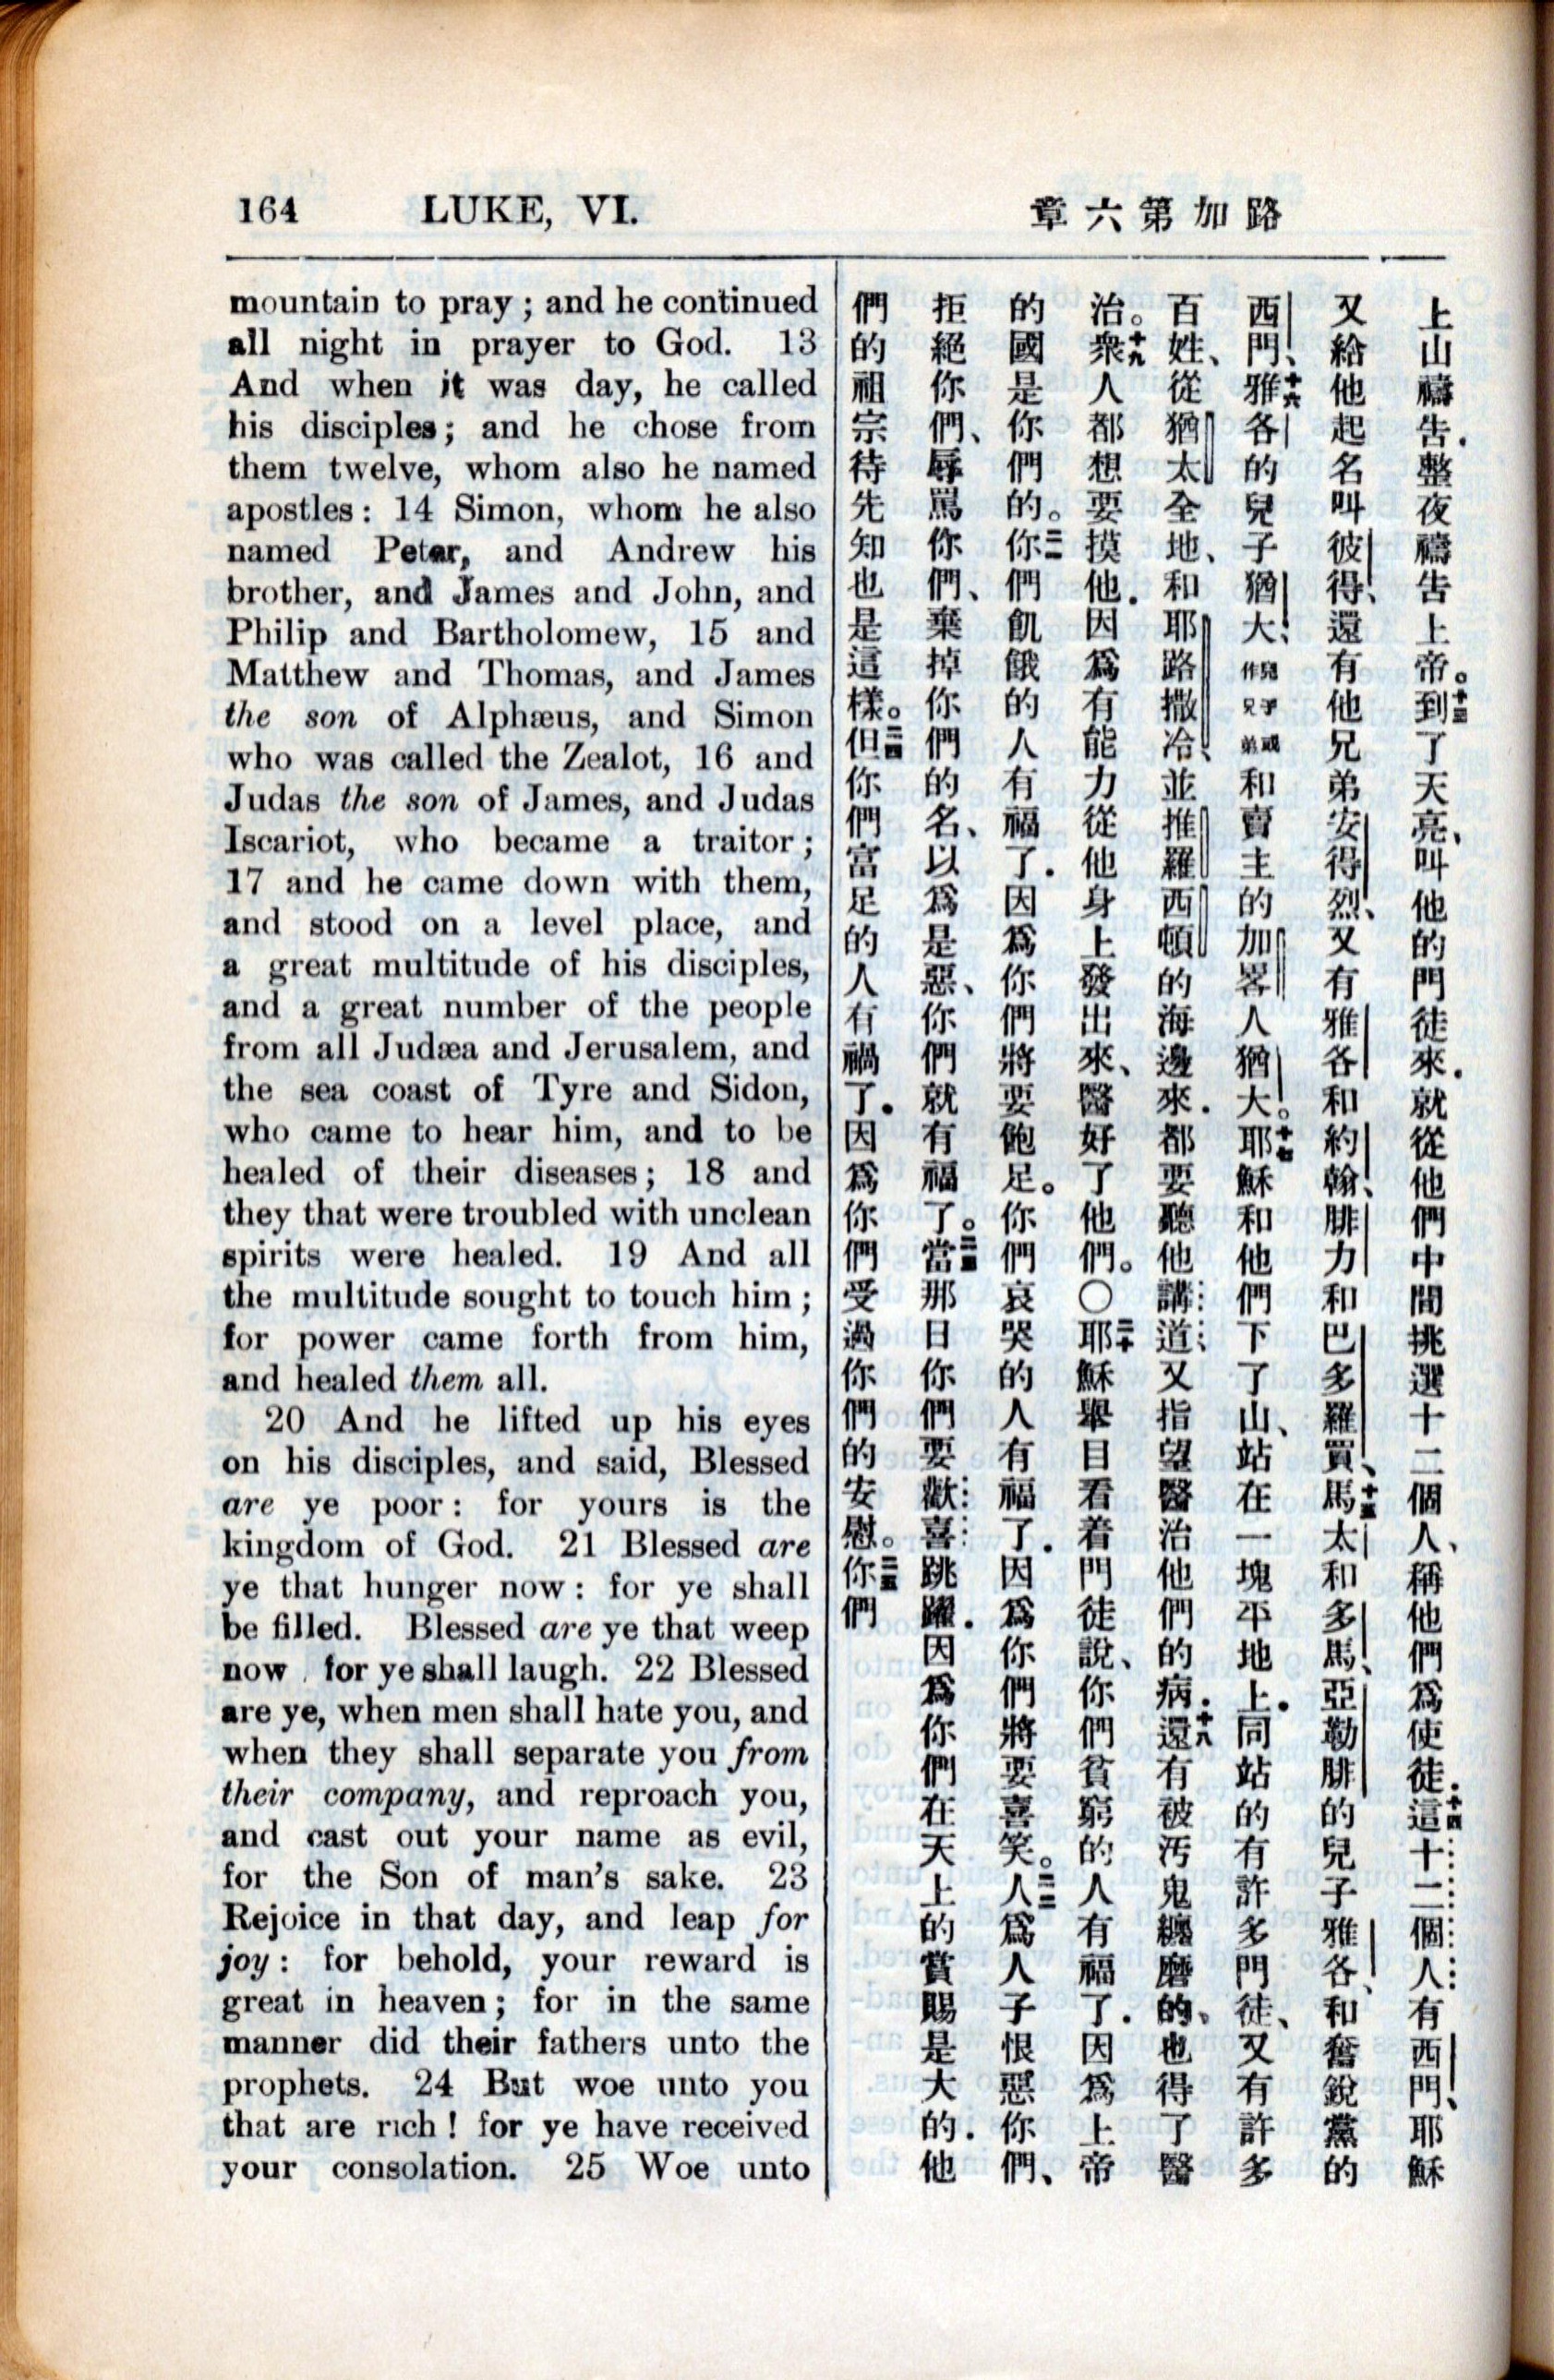 164 LUKE, VI.
章六第加路
mountain to pray ; and he continued
all night in prayer to God. 13
And when it was day, he called
his disciples; and he chose from
them twelve, whom also he named
apostles: 14 Simon, whom he also
named Peter, and Andrew his
brother, and James and John, and
Philip and Bartholomew, 15 and
Matthew and Thomas, and James
the son of Alphæus, and Simon
who was called the Zealot, 16 and
Judas the son of James, and Judas
Iscariot, who became a traitor ;
17 and he came down with them,
and stood on a level place, and
a great multitude of his disciples,
and a great number of the people
from all Judæa and Jerusalem, and
the sea coast of Tyre and Sidon,
who came to hear him, and to be
healed of their diseases; 18 and
they that were troubled with unclean
spirits were healed. 19 And all
the multitude sought to touch him ;
for power came forth from him,
and healed them all.
20 And he lifted up his eyes
on his disciples, and said, Blessed
are ye poor: for yours is the
kingdom of God. 21 Blessed are
ye that hunger now: for ye shall
be filled. Blessed are ye that weep
now for ye shall laugh. 22 Blessed
are ye, when men shall hate you, and
when they shall separate you from
their company, and reproach you,
and cast out your name as evil,
for the Son of man's sake. 23
Rejoice in that day, and leap for
joy: for behold, your reward is
great in heaven; for in the same
manner did their fathers unto the
prophets. 24 But woe unto you
that are rich! for ye have received
your consolation. 25 Woe unto
上山禱告．整夜禱告上帝。十三到了天亮、叫他的門徒來．就從他們中間挑選十二個人、稱他們爲使徒．十四這十二個人有西門、耶穌
又給他起名叫彼得、還有他兄弟安得烈、又有雅各和約翰、腓力和巴多羅買、十五馬太和多馬、亞勒腓的兒子雅各、和奮銳黨的
西門、十六雅各的兒子猶大、兒子或作兄弟和賣主的加畧人猶大。十七耶穌和他們下了山、站在一塊平地上．同站的有許多門徒、又有許多
百姓、從猶太全地、和耶路撒冷、並推羅西頓的海邊來．都要聽他講道又指望醫治他們的病．十八還有被汚鬼纏磨的、也得了醫
治。十九衆人都想要摸他．因爲有能力從他身上發出來、醫好了他們。〇二十耶穌舉目看着門徒說、你們貧窮的人有福了．因爲上帝
的國是你們的。二一你們飢餓的人有福了．因爲你們將要飽足。你們哀哭的人有福了．因爲你們將要喜笑。二二人爲人子恨惡你們、
拒絕你們、辱罵你們、棄掉你們的名、以爲是惡、你們就有福了。二三當那日你們要歡喜跳躍．因爲你們在天上的賞賜是大的．他
們的祖宗待先知也是這樣。二四但你們富足的人有禍了．因爲你們受過你們的安慰。二五你們